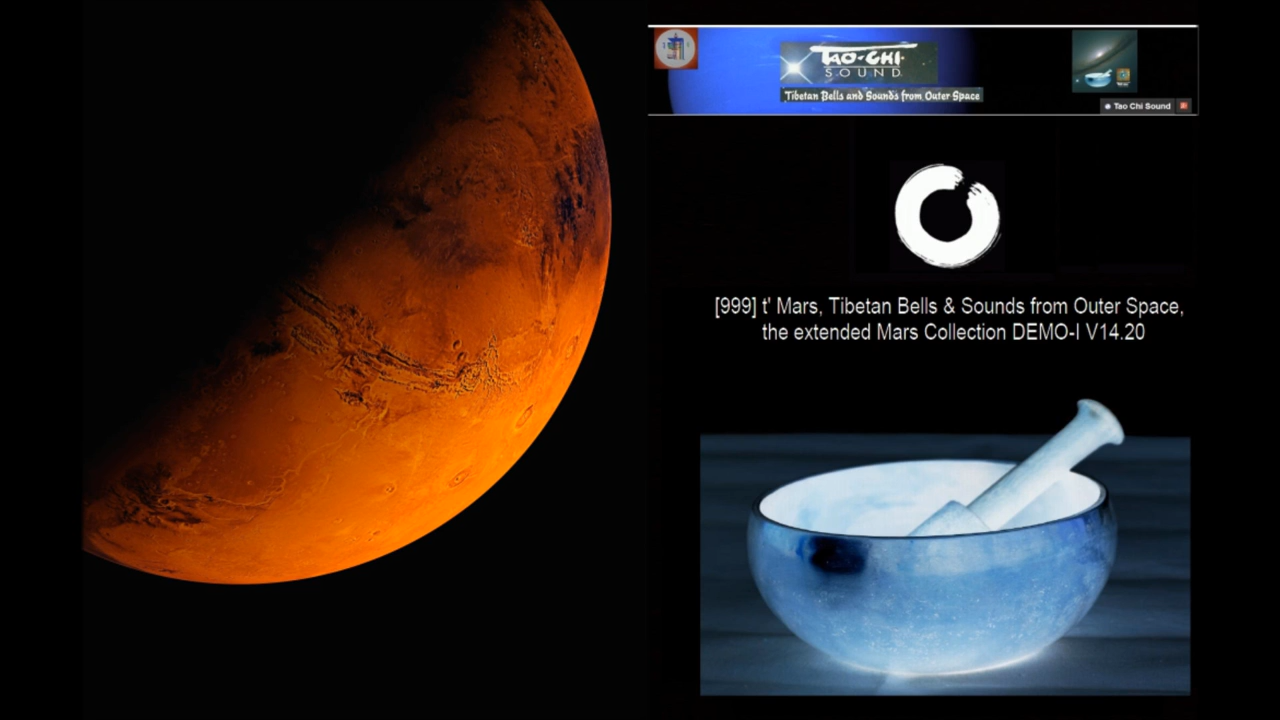 TAO-CHI
SOUND
Tibetan Bells and Sounds from Outer Space
Tao Chi Sound
[999] t' Mars, Tibetan Bells & Sounds from Outer Space,
the extended Mars Collection DEMO-I V14.20